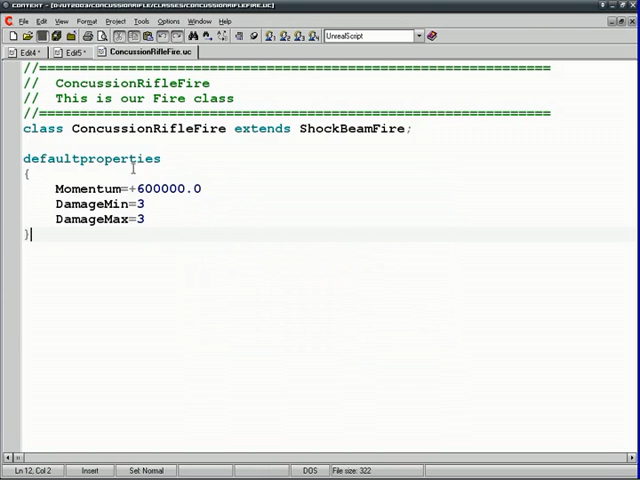 CONTEXT - [D:\UT2003\CONCUSSIONRIFLE\CLASSES\CONCUSSIONRIFLEFIRE.UC]
File Edit View Format Project Tools Options Window Help
UnrealScript
Edit4* Edit5* ConcussionRifleFire.uc
//================================================================
// ConcussionRifleFire
// This is our Fire class
//================================================================
class ConcussionRifleFire extends ShockBeamFire;
defaultproperties
{
Momentum=+600000.0
DamageMin=3
DamageMax=3
}
Ln 12, Col 2 Insert Sel: Normal DOS File size: 322